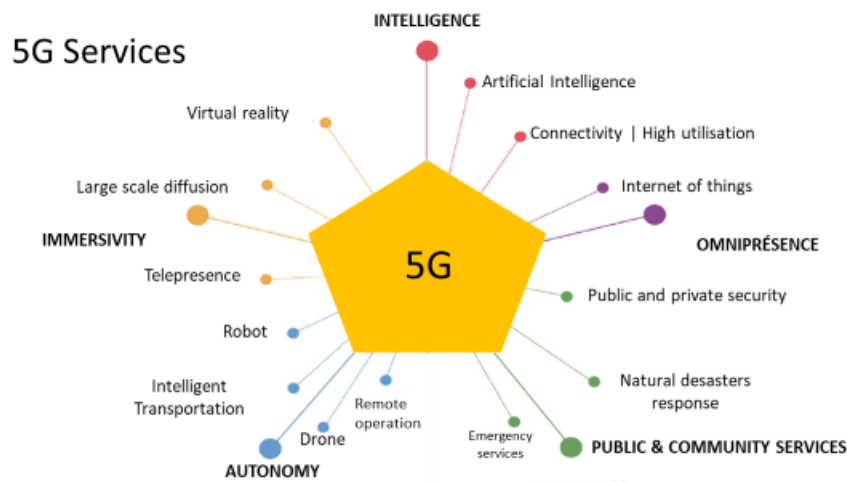 INTELLIGENCE
5G Services
Artificial Intelligence
Virtual reality
Connectivity | High utilisation
Large scale diffusion
Internet of things
IMMERSIVITY
OMNIPRÉSENCE
5G
Telepresence
Public and private security
Robot
Intelligent
Transportation
Natural desasters
response
Remote
operation
Drone
Emergency
services
PUBLIC & COMMUNITY SERVICES
AUTONOMY